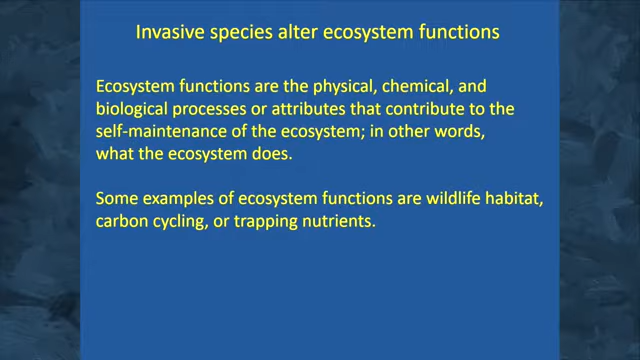 Invasive species alter ecosystem functions
Ecosystem functions are the physical, chemical, and
biological processes or attributes that contribute to the
self-maintenance of the ecosystem; in other words,
what the ecosystem does.
Some examples of ecosystem functions are wildlife habitat,
carbon cycling, or trapping nutrients.